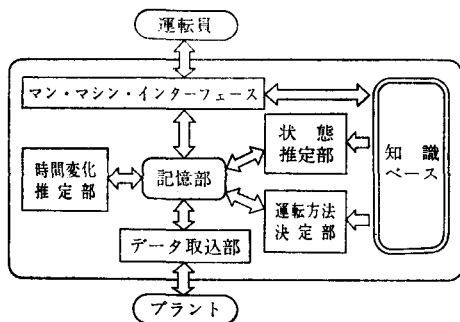 運転員
マン・マシン・インターフェース
状態
推定部
知識
ベース
時間変化
推定部
記憶部
運転方法
決定部
データ取込部
プラント